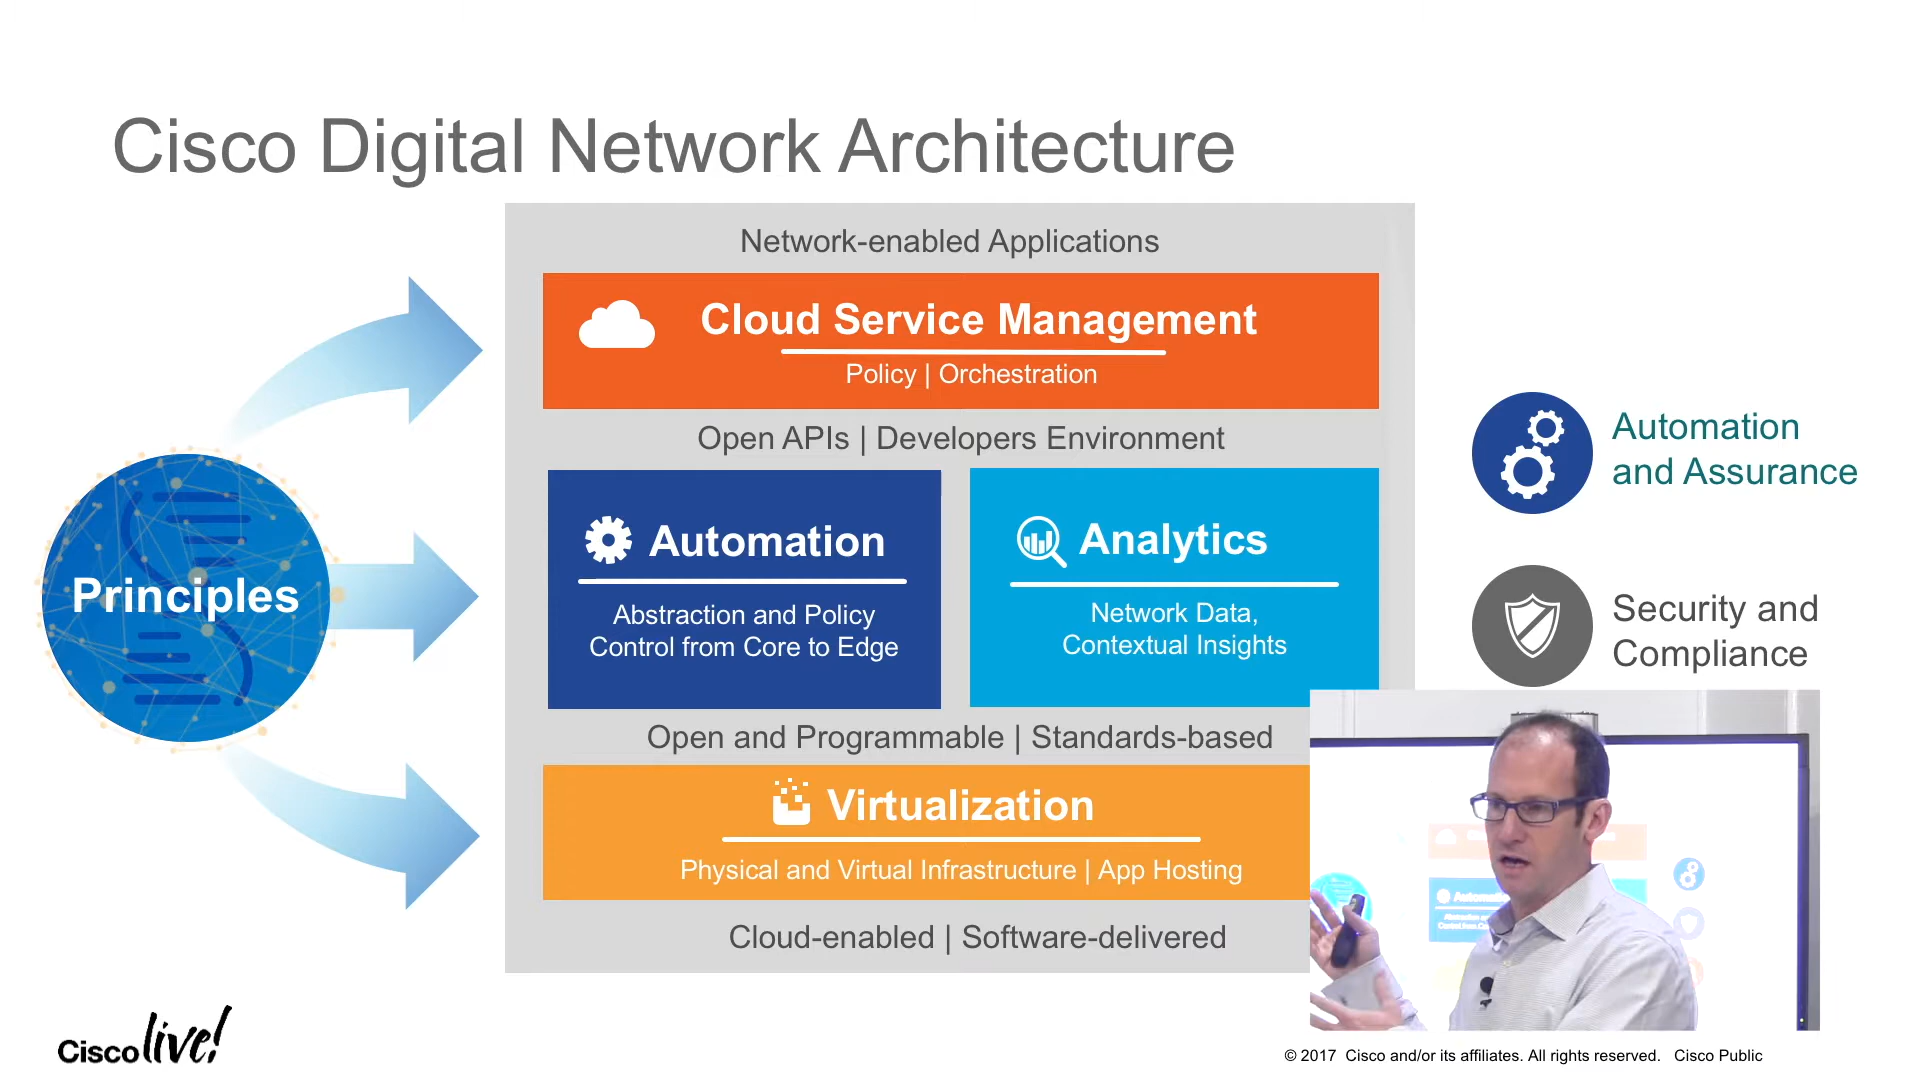 Cisco Digital Network Architecture
Network-enabled Applications
Cloud Service Management
Policy | Orchestration
Open APIs | Developers Environment
Principles
Automation
Abstraction and Policy
Control from Core to Edge
Analytics
Network Data,
Contextual Insights
Open and Programmable | Standards-based
Virtualization
Physical and Virtual Infrastructure | App Hosting
Cloud-enabled | Software-delivered
Automation
and Assurance
Security and
Compliance
Cisco live!
© 2017 Cisco and/or its affiliates. All rights reserved. Cisco Public